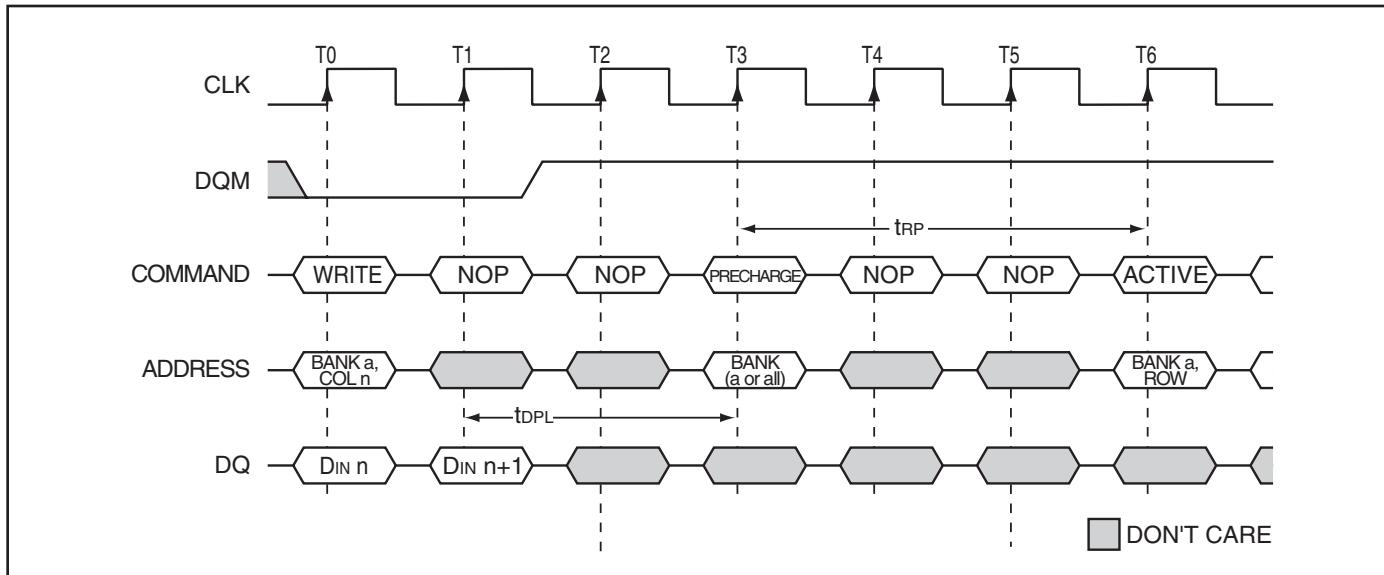 T0 T1 T2 T3 T4 T5 T6
CLK
DQM
tRP
COMMAND WRITE NOP NOP PRECHARGE NOP NOP ACTIVE
ADDRESS BANK a, COL n BANK (a or all) BANK a, ROW
tDPL
DQ DIN n DIN n+1
DON'T CARE